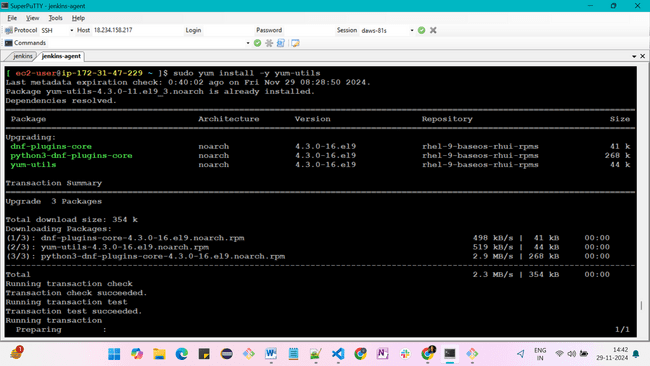 SuperPuTTY - jenkins-agent
File View Tools Help
Protocol SSH Host 18.234.158.217 Login Password Session daws-81s
Commands
jenkins jenkins-agent
[ ec2-user@ip-172-31-47-229 ~ ]$ sudo yum install -y yum-utils
Last metadata expiration check: 0:40:02 ago on Fri Nov 29 08:28:50 2024.
Package yum-utils-4.3.0-11.el9_3.noarch is already installed.
Dependencies resolved.
Package Architecture Version Repository Size
Upgrading:
dnf-plugins-core noarch 4.3.0-16.el9 rhel-9-baseos-rhui-rpms 41 k
python3-dnf-plugins-core noarch 4.3.0-16.el9 rhel-9-baseos-rhui-rpms 268 k
yum-utils noarch 4.3.0-16.el9 rhel-9-baseos-rhui-rpms 44 k
Transaction Summary
Upgrade 3 Packages
Total download size: 354 k
Downloading Packages:
(1/3): dnf-plugins-core-4.3.0-16.el9.noarch.rpm 498 kB/s | 41 kB 00:00
(2/3): yum-utils-4.3.0-16.el9.noarch.rpm 519 kB/s | 44 kB 00:00
(3/3): python3-dnf-plugins-core-4.3.0-16.el9.noarch.rpm 2.9 MB/s | 268 kB 00:00
Total 2.3 MB/s | 354 kB 00:00
Running transaction check
Transaction check succeeded.
Running transaction test
Transaction test succeeded.
Running transaction
Preparing : 1/1
ENG 14:42
IN 29-11-2024